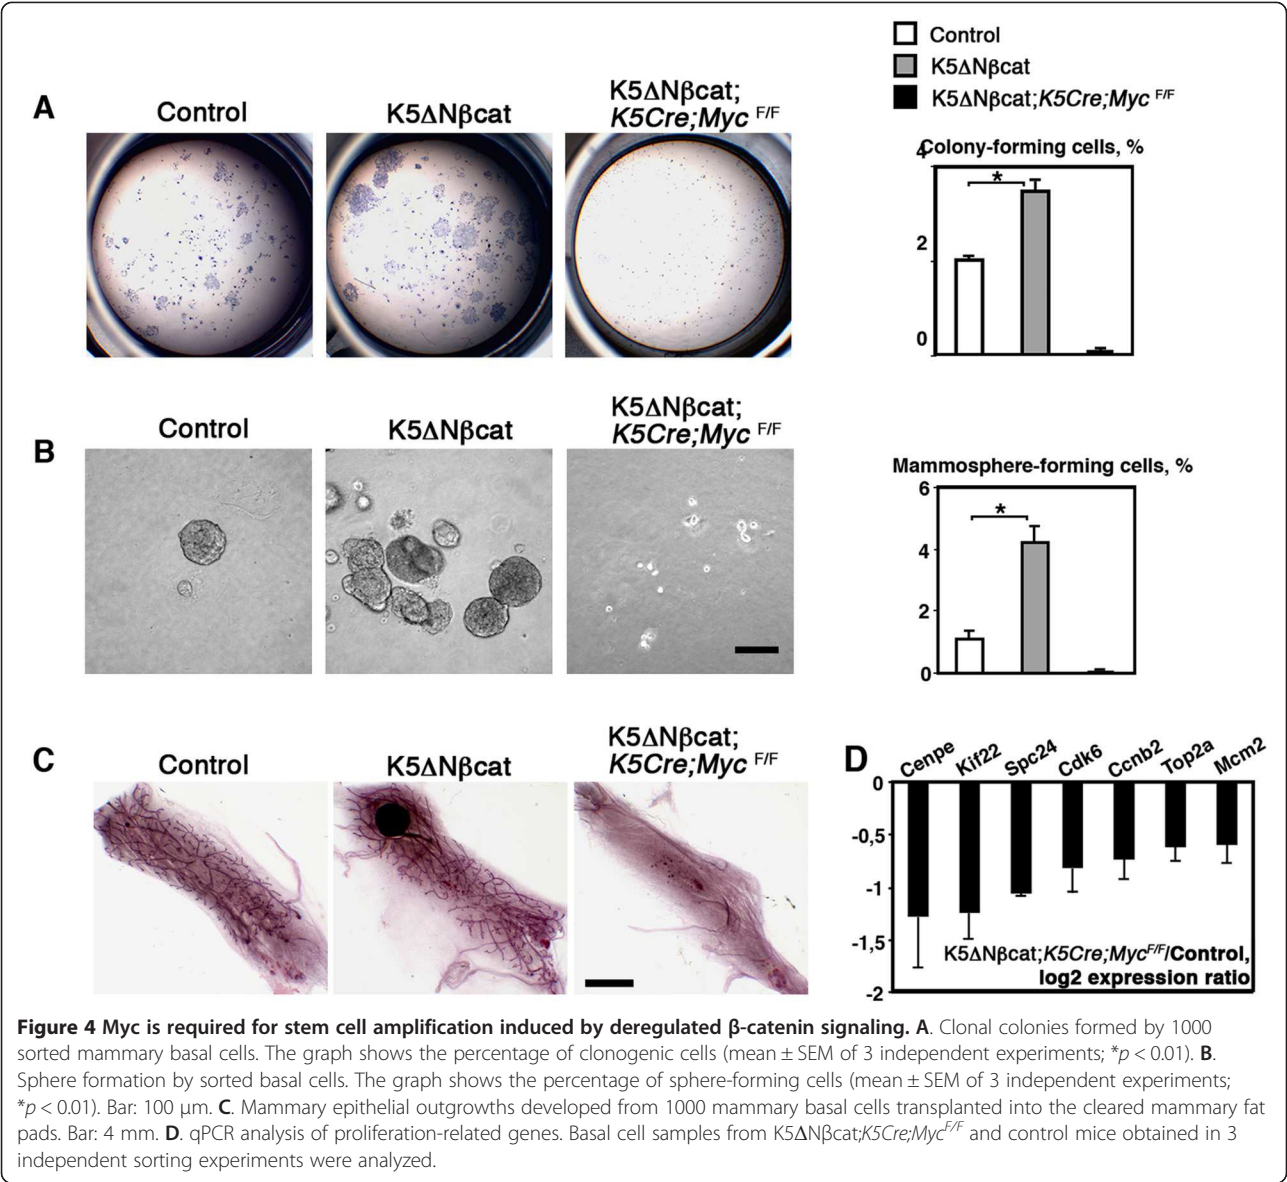 Control
K5ΔNβcat
K5ΔNβcat;K5Cre;Myc F/F
A
Control
K5ΔNβcat
K5ΔNβcat;
K5Cre;Myc F/F
Colony-forming cells, %
4
*
2
0
B
Control
K5ΔNβcat
K5ΔNβcat;
K5Cre;Myc F/F
Mammosphere-forming cells, %
6
*
4
2
0
C
Control
K5ΔNβcat
K5ΔNβcat;
K5Cre;Myc F/F
D
Cenpe Kif22 Spc24 Cdk6 Ccnb2 Top2a Mcm2
0
-0,5
-1
-1,5
-2
K5ΔNβcat;K5Cre;MycF/F/Control,
log2 expression ratio
Figure 4 Myc is required for stem cell amplification induced by deregulated β-catenin signaling. A. Clonal colonies formed by 1000
sorted mammary basal cells. The graph shows the percentage of clonogenic cells (mean ± SEM of 3 independent experiments; *p < 0.01). B.
Sphere formation by sorted basal cells. The graph shows the percentage of sphere-forming cells (mean ± SEM of 3 independent experiments;
*p < 0.01). Bar: 100 μm. C. Mammary epithelial outgrowths developed from 1000 mammary basal cells transplanted into the cleared mammary fat
pads. Bar: 4 mm. D. qPCR analysis of proliferation-related genes. Basal cell samples from K5ΔNβcat;K5Cre;MycF/F and control mice obtained in 3
independent sorting experiments were analyzed.